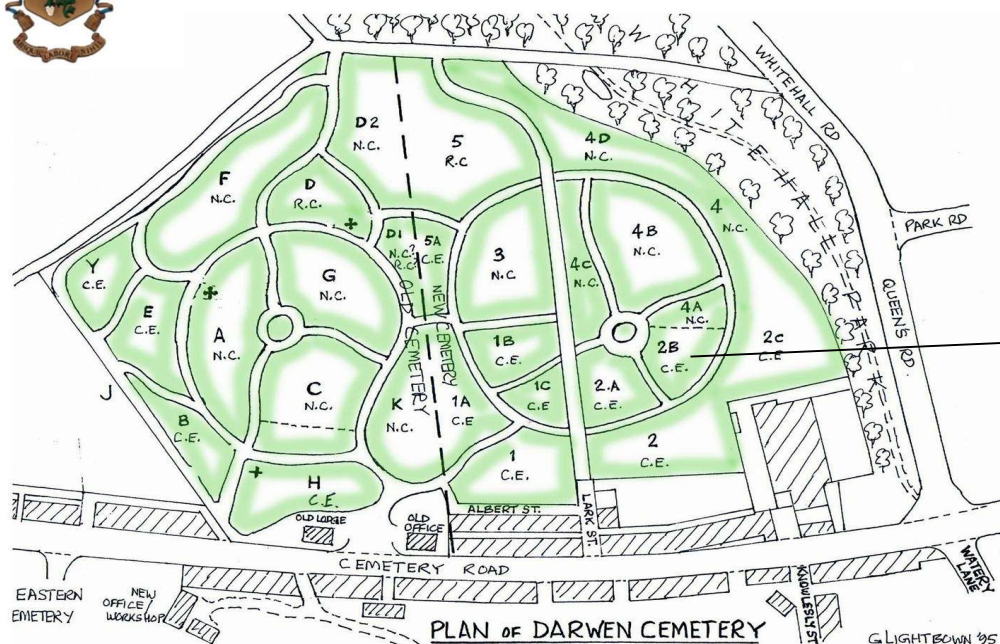 WHITEHALL RD
WHITEHALL PARK
PARK RD
QUEENS RD
D2
N.C.
5
R.C
4D
N.C.
F
N.C.
D
R.C.
4
N.C.
4B
N.C.
Y
C.E.
D1
N.C.?
R.C.?
5A
C.E.
3
N.C
4C
N.C.
G
N.C.
E
C.E.
A
N.C.
OLD CEMETERY
NEW CEMETERY
4A
N.C.
1B
C.E.
2B
C.E.
2C
C.E
J
C
N.C.
K
N.C.
1A
C.E
1C
C.E
2.A
C.E.
B
C.E.
H
C.E.
1
C.E.
2
C.E.
OLD LODGE
OLD
OFFICE
ALBERT ST.
LARK ST.
CEMETERY ROAD
EASTERN
EMETERY
NEW
OFFICE/
WORKSHOP
KNOWLESLY ST
WATERY
LANE
PLAN OF DARWEN CEMETERY
G LIGHTBOWN '95